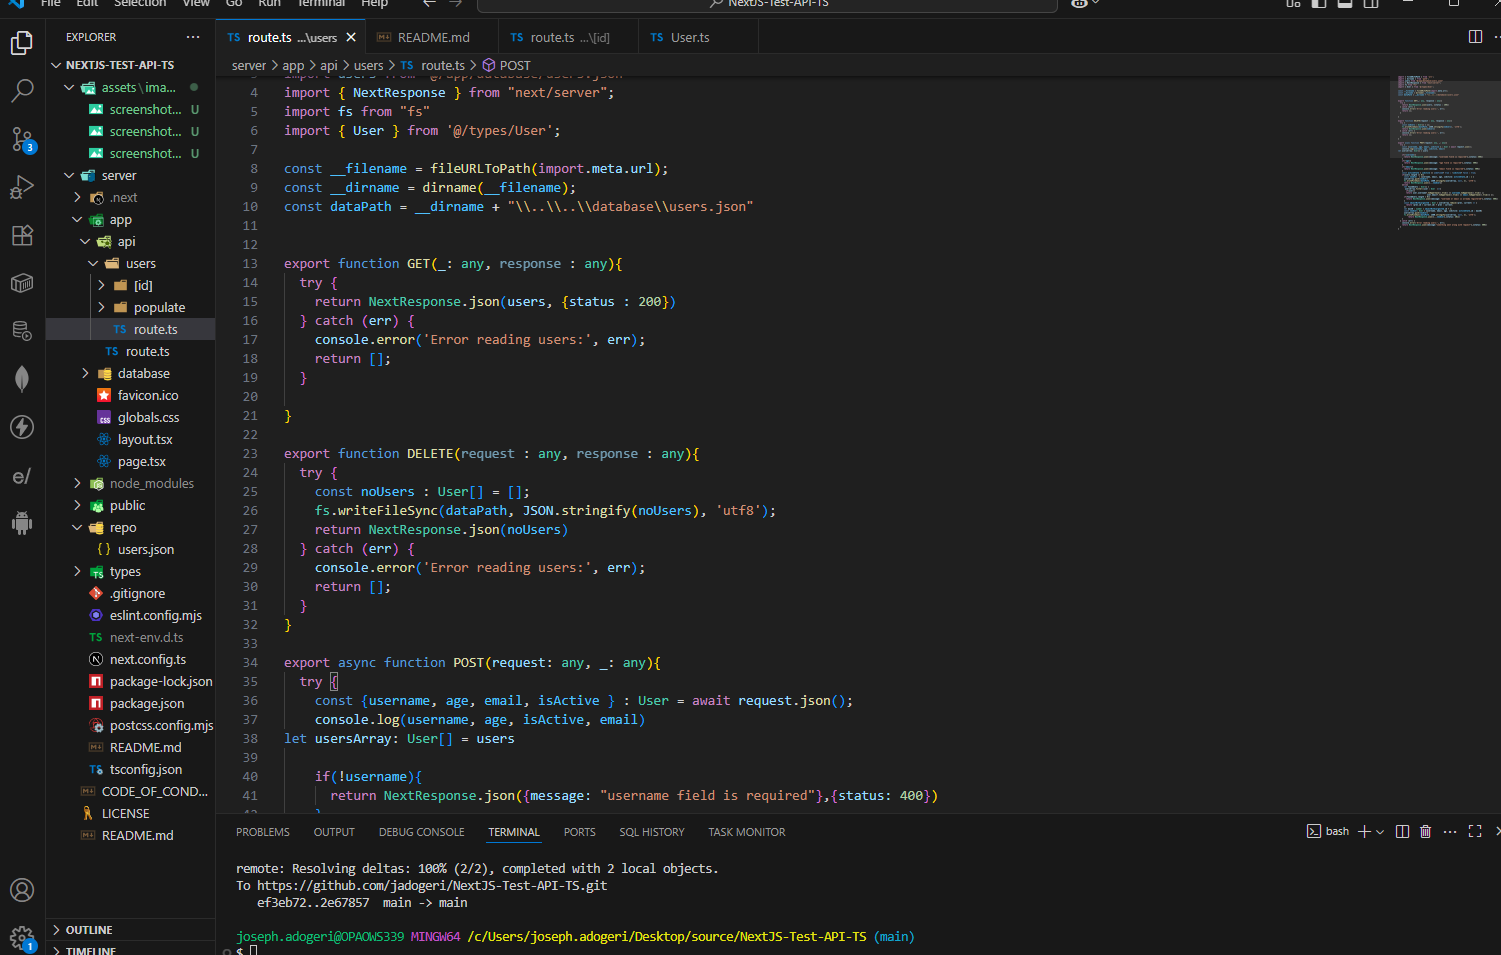 File Edit Selection View Go Run Terminal Help
NextJS-Test-API-TS
EXPLORER
NEXTJS-TEST-API-TS
assets\ima...
screenshot... U
screenshot... U
screenshot... U
server
.next
app
api
users
[id]
populate
TS route.ts
TS route.ts
database
favicon.ico
globals.css
layout.tsx
page.tsx
node_modules
public
repo
{} users.json
types
.gitignore
eslint.config.mjs
TS next-env.d.ts
next.config.ts
package-lock.json
package.json
postcss.config.mjs
README.md
tsconfig.json
CODE_OF_COND...
LICENSE
README.md
OUTLINE
TIMELINE
3
1
TS route.ts ...\users
README.md
TS route.ts ...\[id]
TS User.ts
server > app > api > users > TS route.ts > POST
3 import users from '@/app/database/users.json'
4 import { NextResponse } from "next/server";
5 import fs from "fs"
6 import { User } from '@/types/User';
7
8 const __filename = fileURLToPath(import.meta.url);
9 const __dirname = dirname(__filename);
10 const dataPath = __dirname + "\\..\\..\\database\\users.json"
11
12
13 export function GET(_: any, response : any){
14 try {
15 return NextResponse.json(users, {status : 200})
16 } catch (err) {
17 console.error('Error reading users:', err);
18 return [];
19 }
20
21 }
22
23 export function DELETE(request : any, response : any){
24 try {
25 const noUsers : User[] = [];
26 fs.writeFileSync(dataPath, JSON.stringify(noUsers), 'utf8');
27 return NextResponse.json(noUsers)
28 } catch (err) {
29 console.error('Error reading users:', err);
30 return [];
31 }
32 }
33
34 export async function POST(request: any, _: any){
35 try {
36 const {username, age, email, isActive } : User = await request.json();
37 console.log(username, age, isActive, email)
38 let usersArray: User[] = users
39
40 if(!username){
41 return NextResponse.json({message: "username field is required"},{status: 400})
42 }
PROBLEMS OUTPUT DEBUG CONSOLE TERMINAL PORTS SQL HISTORY TASK MONITOR
bash
remote: Resolving deltas: 100% (2/2), completed with 2 local objects.
To https://github.com/jadogeri/NextJS-Test-API-TS.git
ef3eb72..2e67857 main -> main
joseph.adogeri@OPAOWS339 MINGW64 /c/Users/joseph.adogeri/Desktop/source/NextJS-Test-API-TS (main)
$